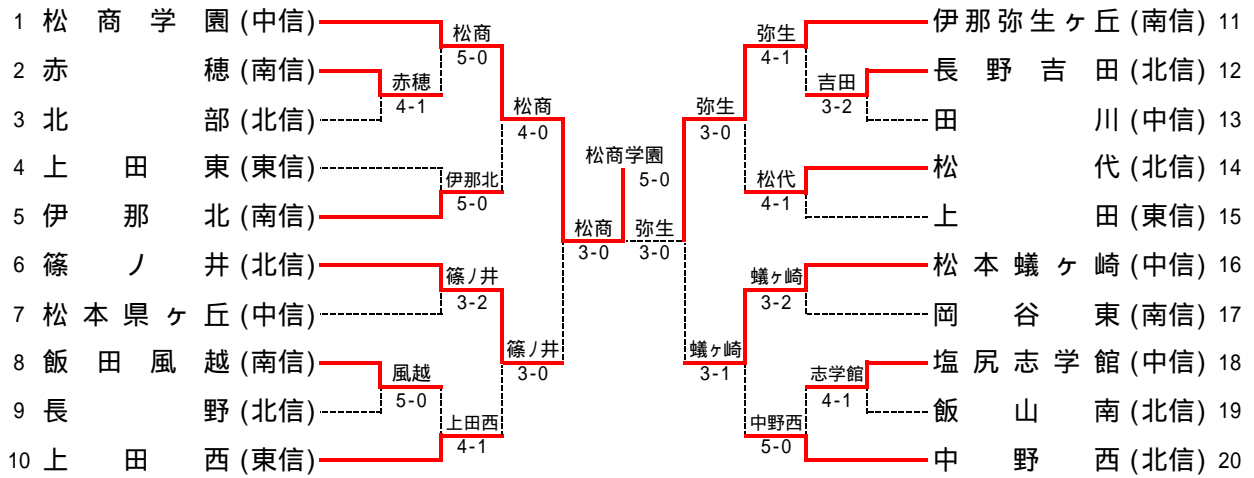 1 松商学園(中信)
2 赤穂(南信)
3 北部(北信)
4 上田東(東信)
5 伊那北(南信)
6 篠ノ井(北信)
7 松本県ヶ丘(中信)
8 飯田風越(南信)
9 長野(北信)
10 上田西(東信)
松商
5-0
赤穂
4-1
伊那北
5-0
篠ノ井
3-2
風越
5-0
上田西
4-1
松商
4-0
篠ノ井
3-0
松商
3-0
松商学園
5-0
弥生
3-0
弥生
3-0
蟻ヶ崎
3-1
弥生
4-1
吉田
3-2
松代
4-1
蟻ヶ崎
3-2
志学館
4-1
中野西
5-0
伊那弥生ヶ丘(南信) 11
長野吉田(北信) 12
田川(中信) 13
松代(北信) 14
上田(東信) 15
松本蟻ヶ崎(中信) 16
岡谷東(南信) 17
塩尻志学館(中信) 18
飯山南(北信) 19
中野西(北信) 20